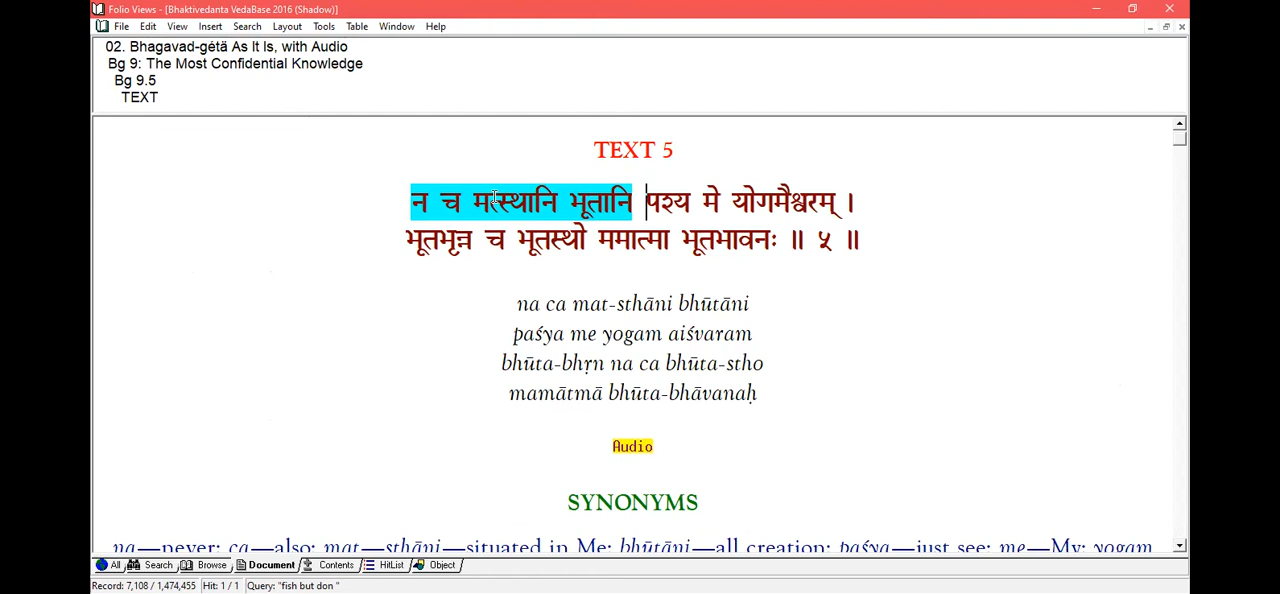 Folio Views - [Bhaktivedanta VedaBase 2016 (Shadow)]
File Edit View Insert Search Layout Tools Table Window Help
02. Bhagavad-gétä As It Is, with Audio
Bg 9: The Most Confidential Knowledge
Bg 9.5
TEXT
TEXT 5
न च मत्स्थानि भूतानि पश्य मे योगमैश्वरम् ।
भूतभृन्न च भूतस्थो ममात्मा भूतभावनः ॥ ५ ॥
na ca mat-sthāni bhūtāni
paśya me yogam aiśvaram
bhūta-bhṛn na ca bhūta-stho
mamātmā bhūta-bhāvanaḥ
Audio
SYNONYMS
na—never; ca—also; mat—sthāni—situated in Me; bhūtāni—all creation; paśya—just see; me—My; yogam
All Search Browse Document Contents HitList Object
Record: 7,108 / 1,474,455 Hit: 1 / 1 Query: "fish but don "